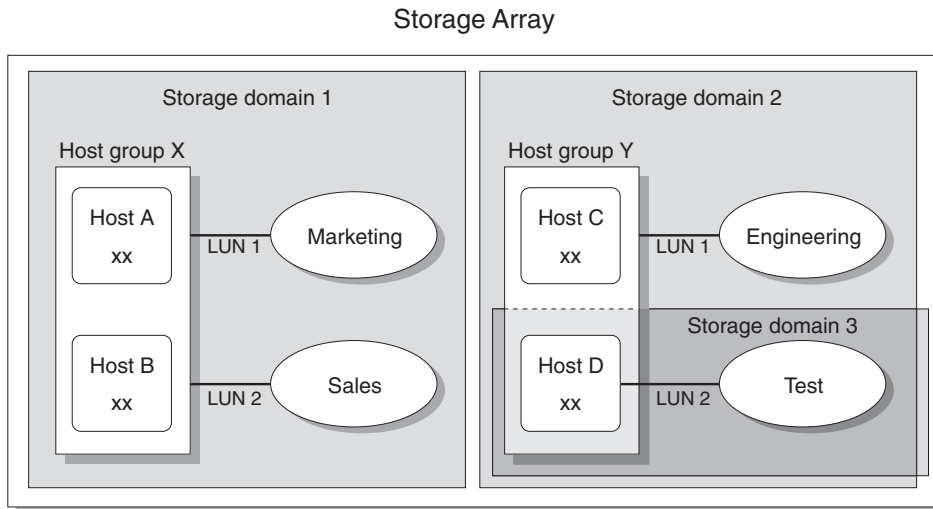 Storage Array
Storage domain 1
Host group X
Host A
xx
LUN 1
Marketing
Host B
xx
LUN 2
Sales
Storage domain 2
Host group Y
Host C
xx
LUN 1
Engineering
Storage domain 3
Host D
xx
LUN 2
Test